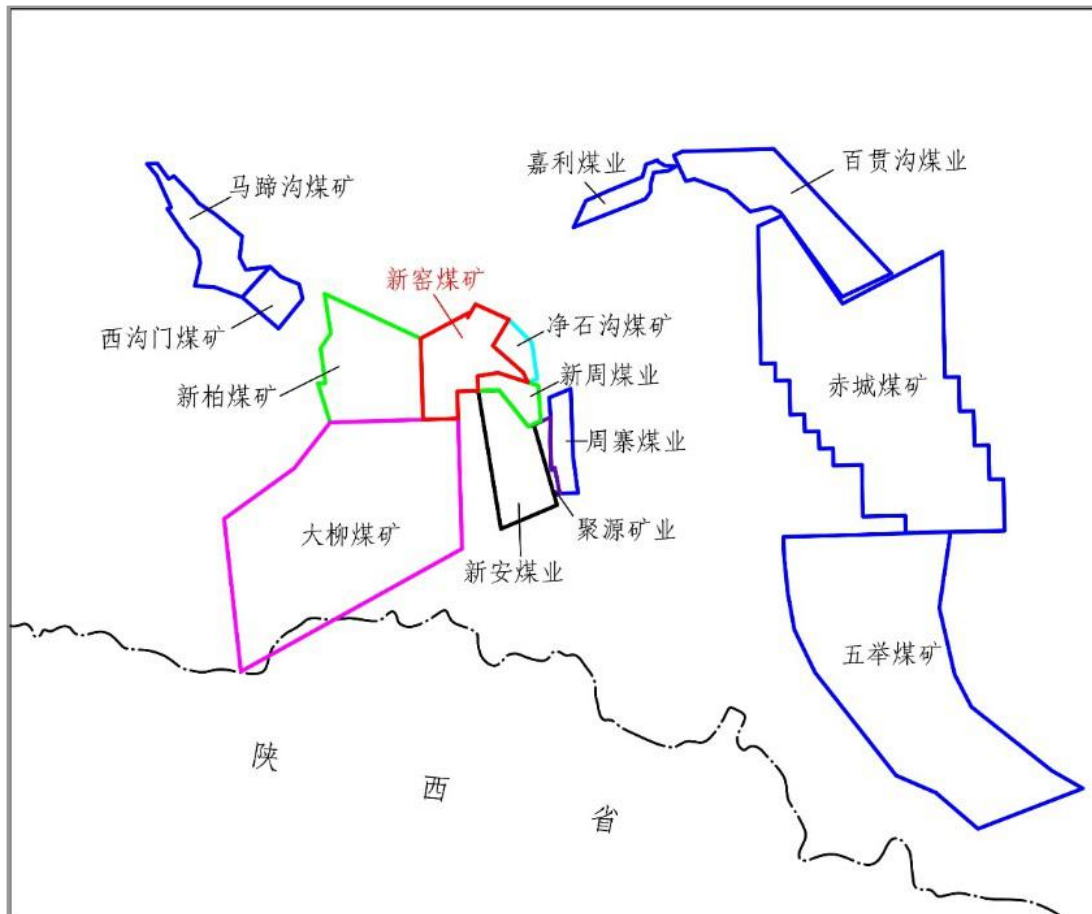 嘉利煤业
百贯沟煤业
马蹄沟煤矿
新窑煤矿
西沟门煤矿
净石沟煤矿
新柏煤矿
新周煤业
赤城煤矿
周寨煤业
大柳煤矿
聚源矿业
新安煤业
五举煤矿
陕
西
省